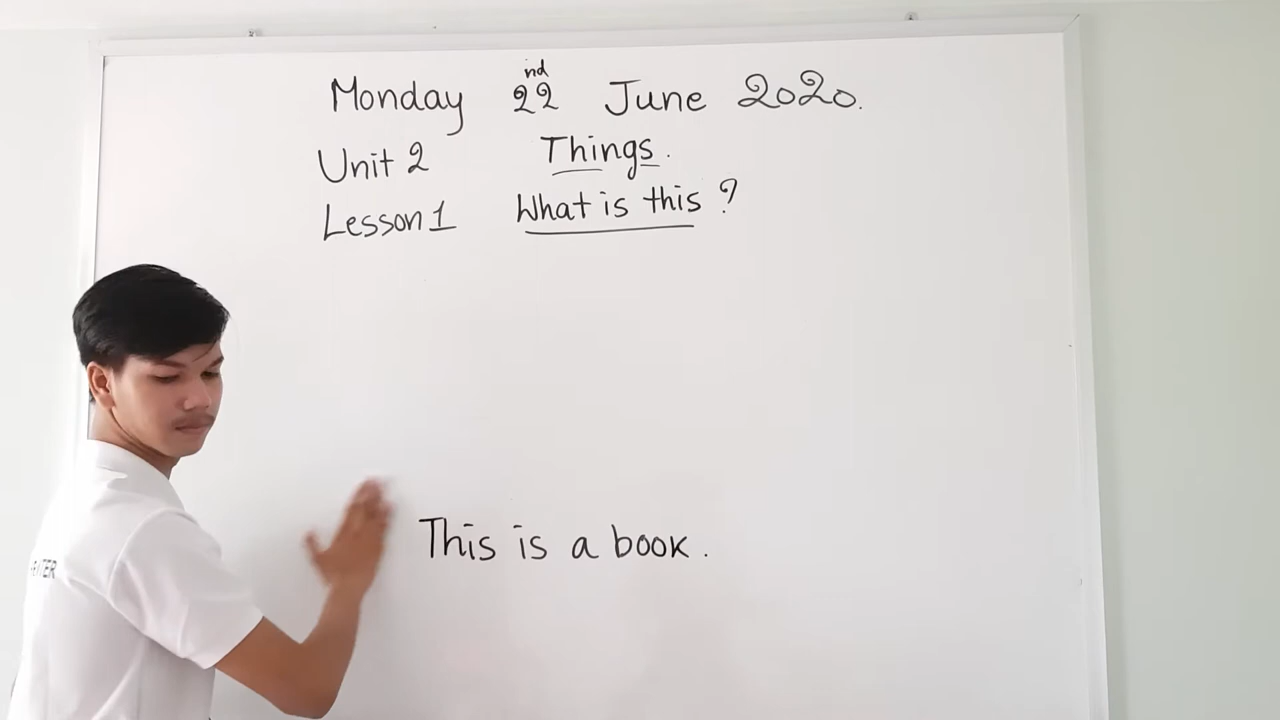 Monday 22nd June 2020.
Unit 2 Things.
Lesson 1 What is this?
This is a book.